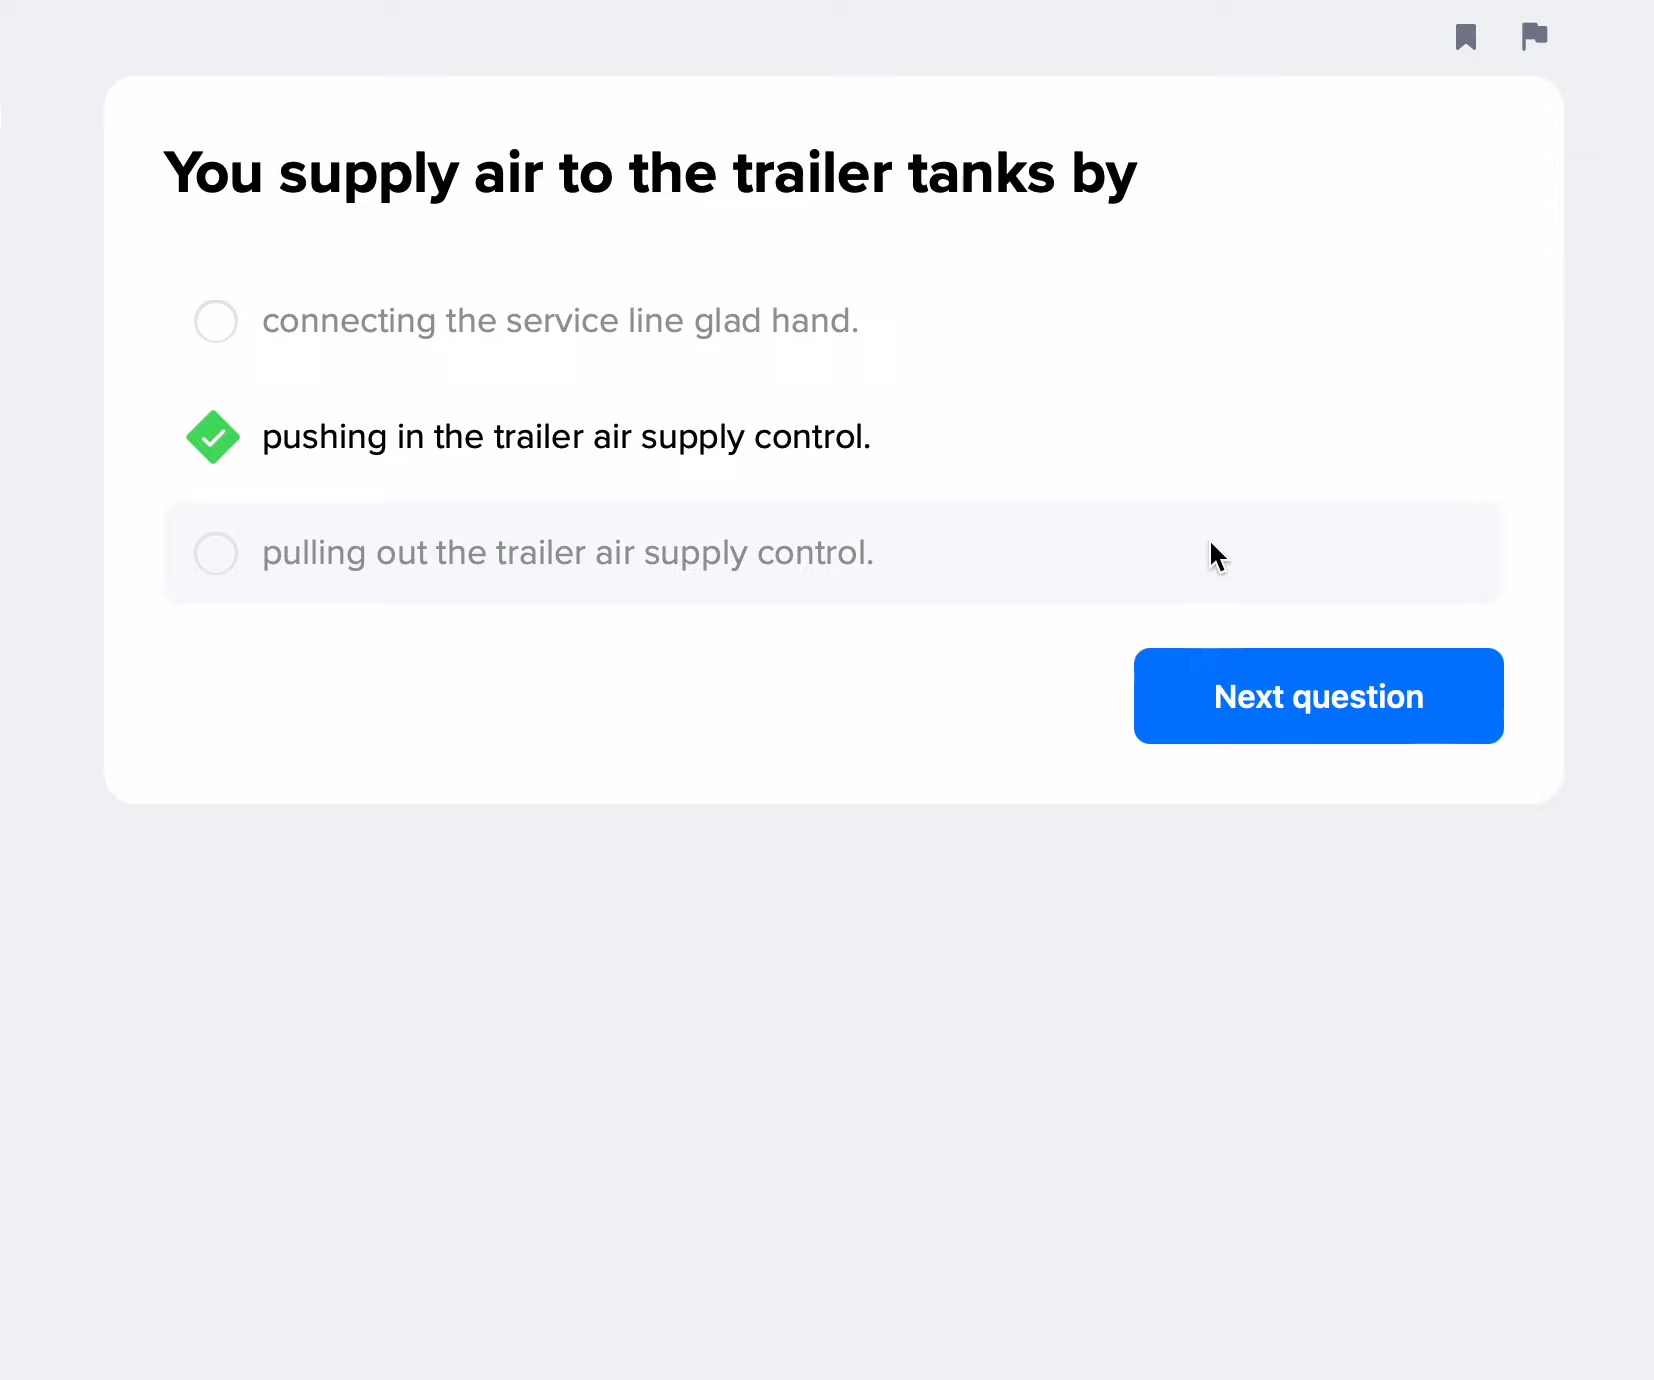 You supply air to the trailer tanks by
connecting the service line glad hand.
pushing in the trailer air supply control.
pulling out the trailer air supply control.
Next question